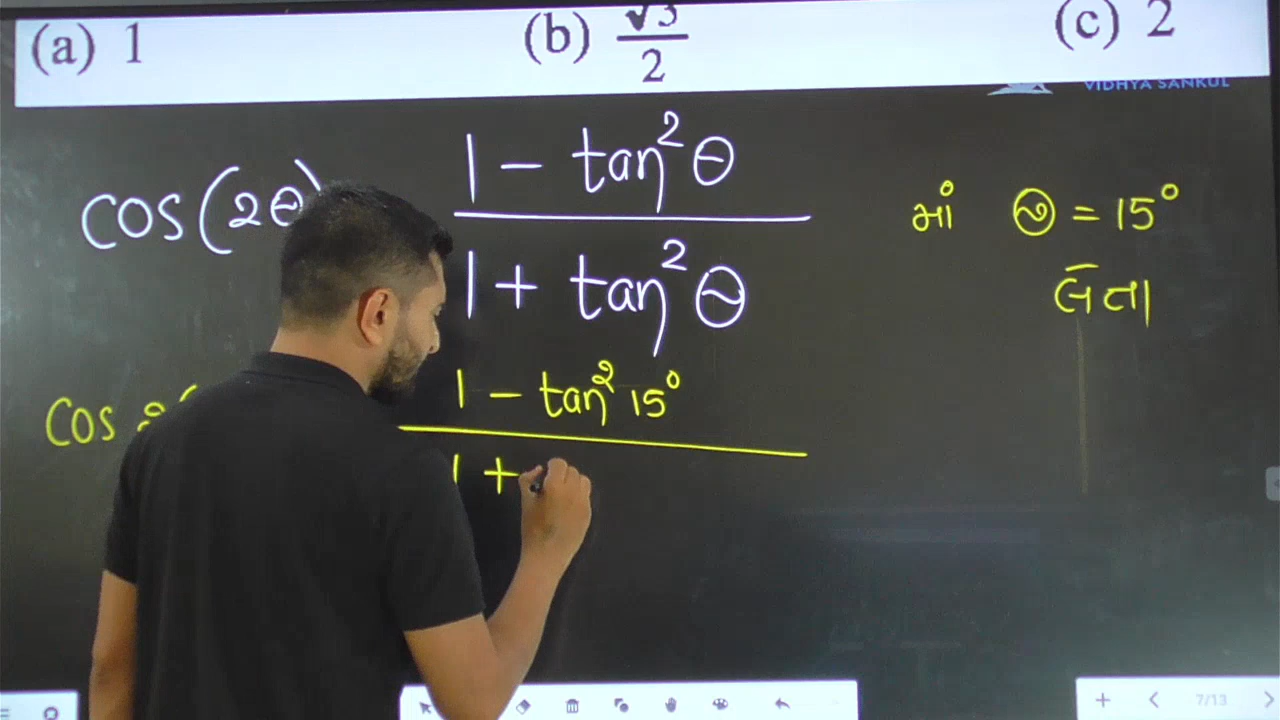 (a) 1 (b) √3/2 (c) 2
VIDHYA SANKUL
cos(2θ) 1 - tan²θ
1 + tan²θ
માં θ = 15°
લેતા
cos 2( 1 - tan² 15°
1 +
7/13